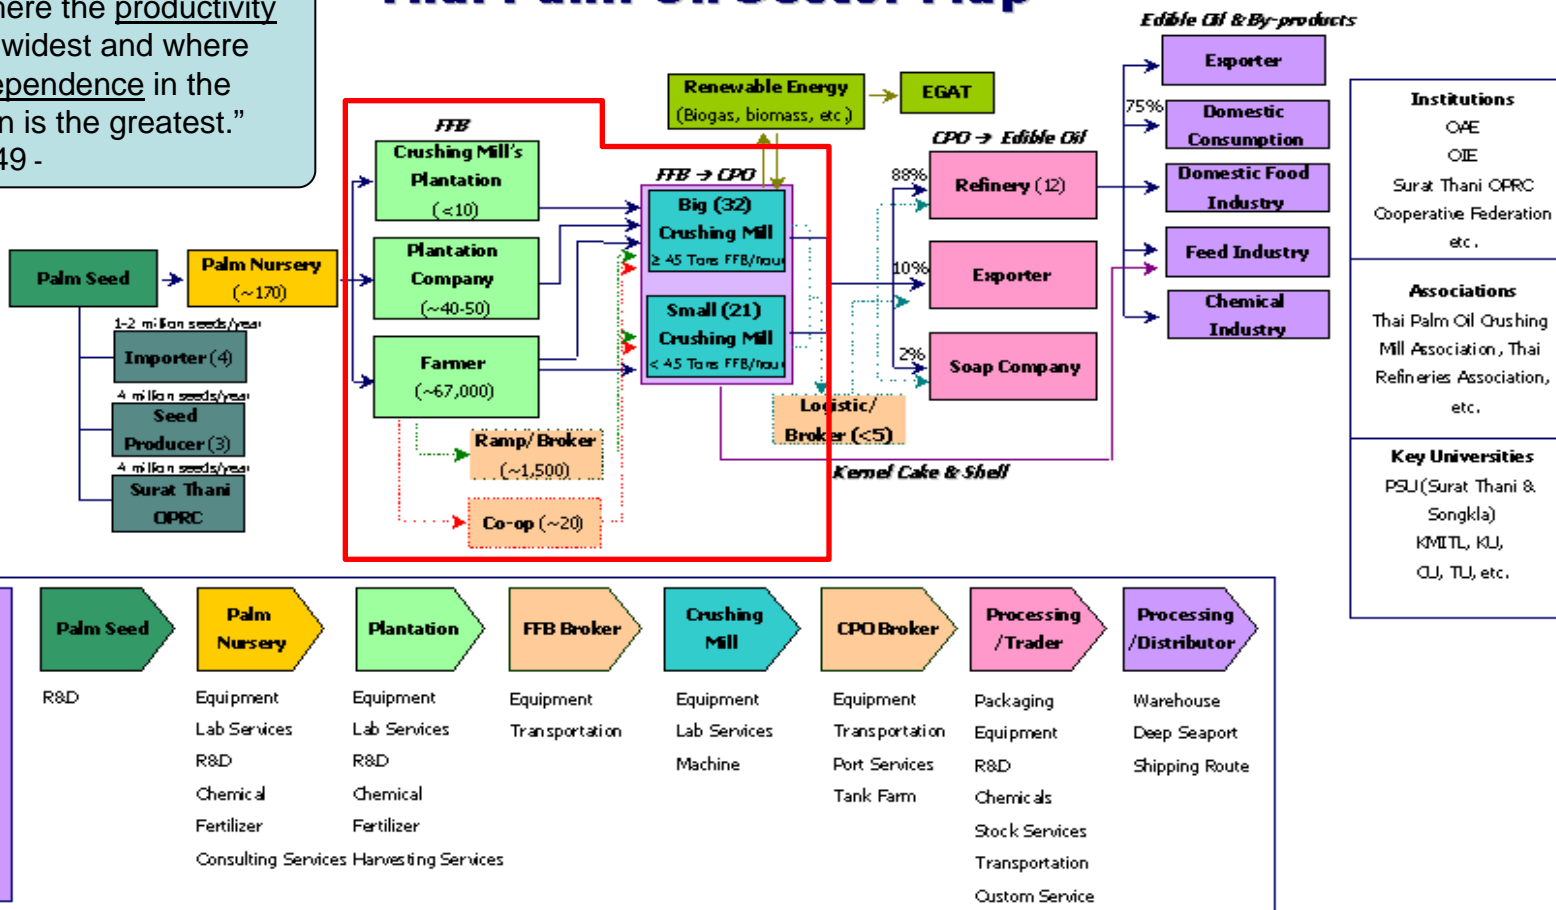 here the productivity
widest and where
ependence in the
n is the greatest."
49 -
Thai Palm Oil Sector Map
Edible Oil & By-products
Exporter
75%
Domestic
Consumption
Domestic Food
Industry
Feed Industry
Chemical
Industry
Renewable Energy
(Biogas, biomass, etc.)
EGAT
CPO → Edible Oil
88%
Refinery (12)
10%
Exporter
2%
Soap Company
FFB
Crushing Mill's
Plantation
(<10)
Plantation
Company
(~40-50)
Farmer
(~67,000)
FFB → CPO
Big (32)
Crushing Mill
≥ 45 Tons FFB/hour
Small (21)
Crushing Mill
< 45 Tons FFB/hour
Palm Seed
Palm Nursery
(~170)
1-2 million seeds/year
Importer (4)
4 million seeds/year
Seed
Producer (3)
4 million seeds/year
Surat Thani
OPRC
Ramp/ Broker
(~1,500)
Co-op (~20)
Logistic/
Broker (<5)
Kernel Cake & Shell
Institutions
OAE
OIE
Surat Thani OPRC
Cooperative Federation
etc.
Associations
Thai Palm Oil Crushing
Mill Association, Thai
Refineries Association,
etc.
Key Universities
PSU(Surat Thani &
Songkla)
KMITL, KU,
CU, TU, etc.
Palm Seed
Palm
Nursery
Plantation
FFB Broker
Crushing
Mill
CPO Broker
Processing
/Trader
Processing
/Distributor
R&D
Equipment
Lab Services
R&D
Chemical
Fertilizer
Consulting Services
Equipment
Lab Services
R&D
Chemical
Fertilizer
Harvesting Services
Equipment
Transportation
Equipment
Lab Services
Machine
Equipment
Transportation
Port Services
Tank Farm
Packaging
Equipment
R&D
Chemicals
Stock Services
Transportation
Custom Service
Warehouse
Deep Seaport
Shipping Route